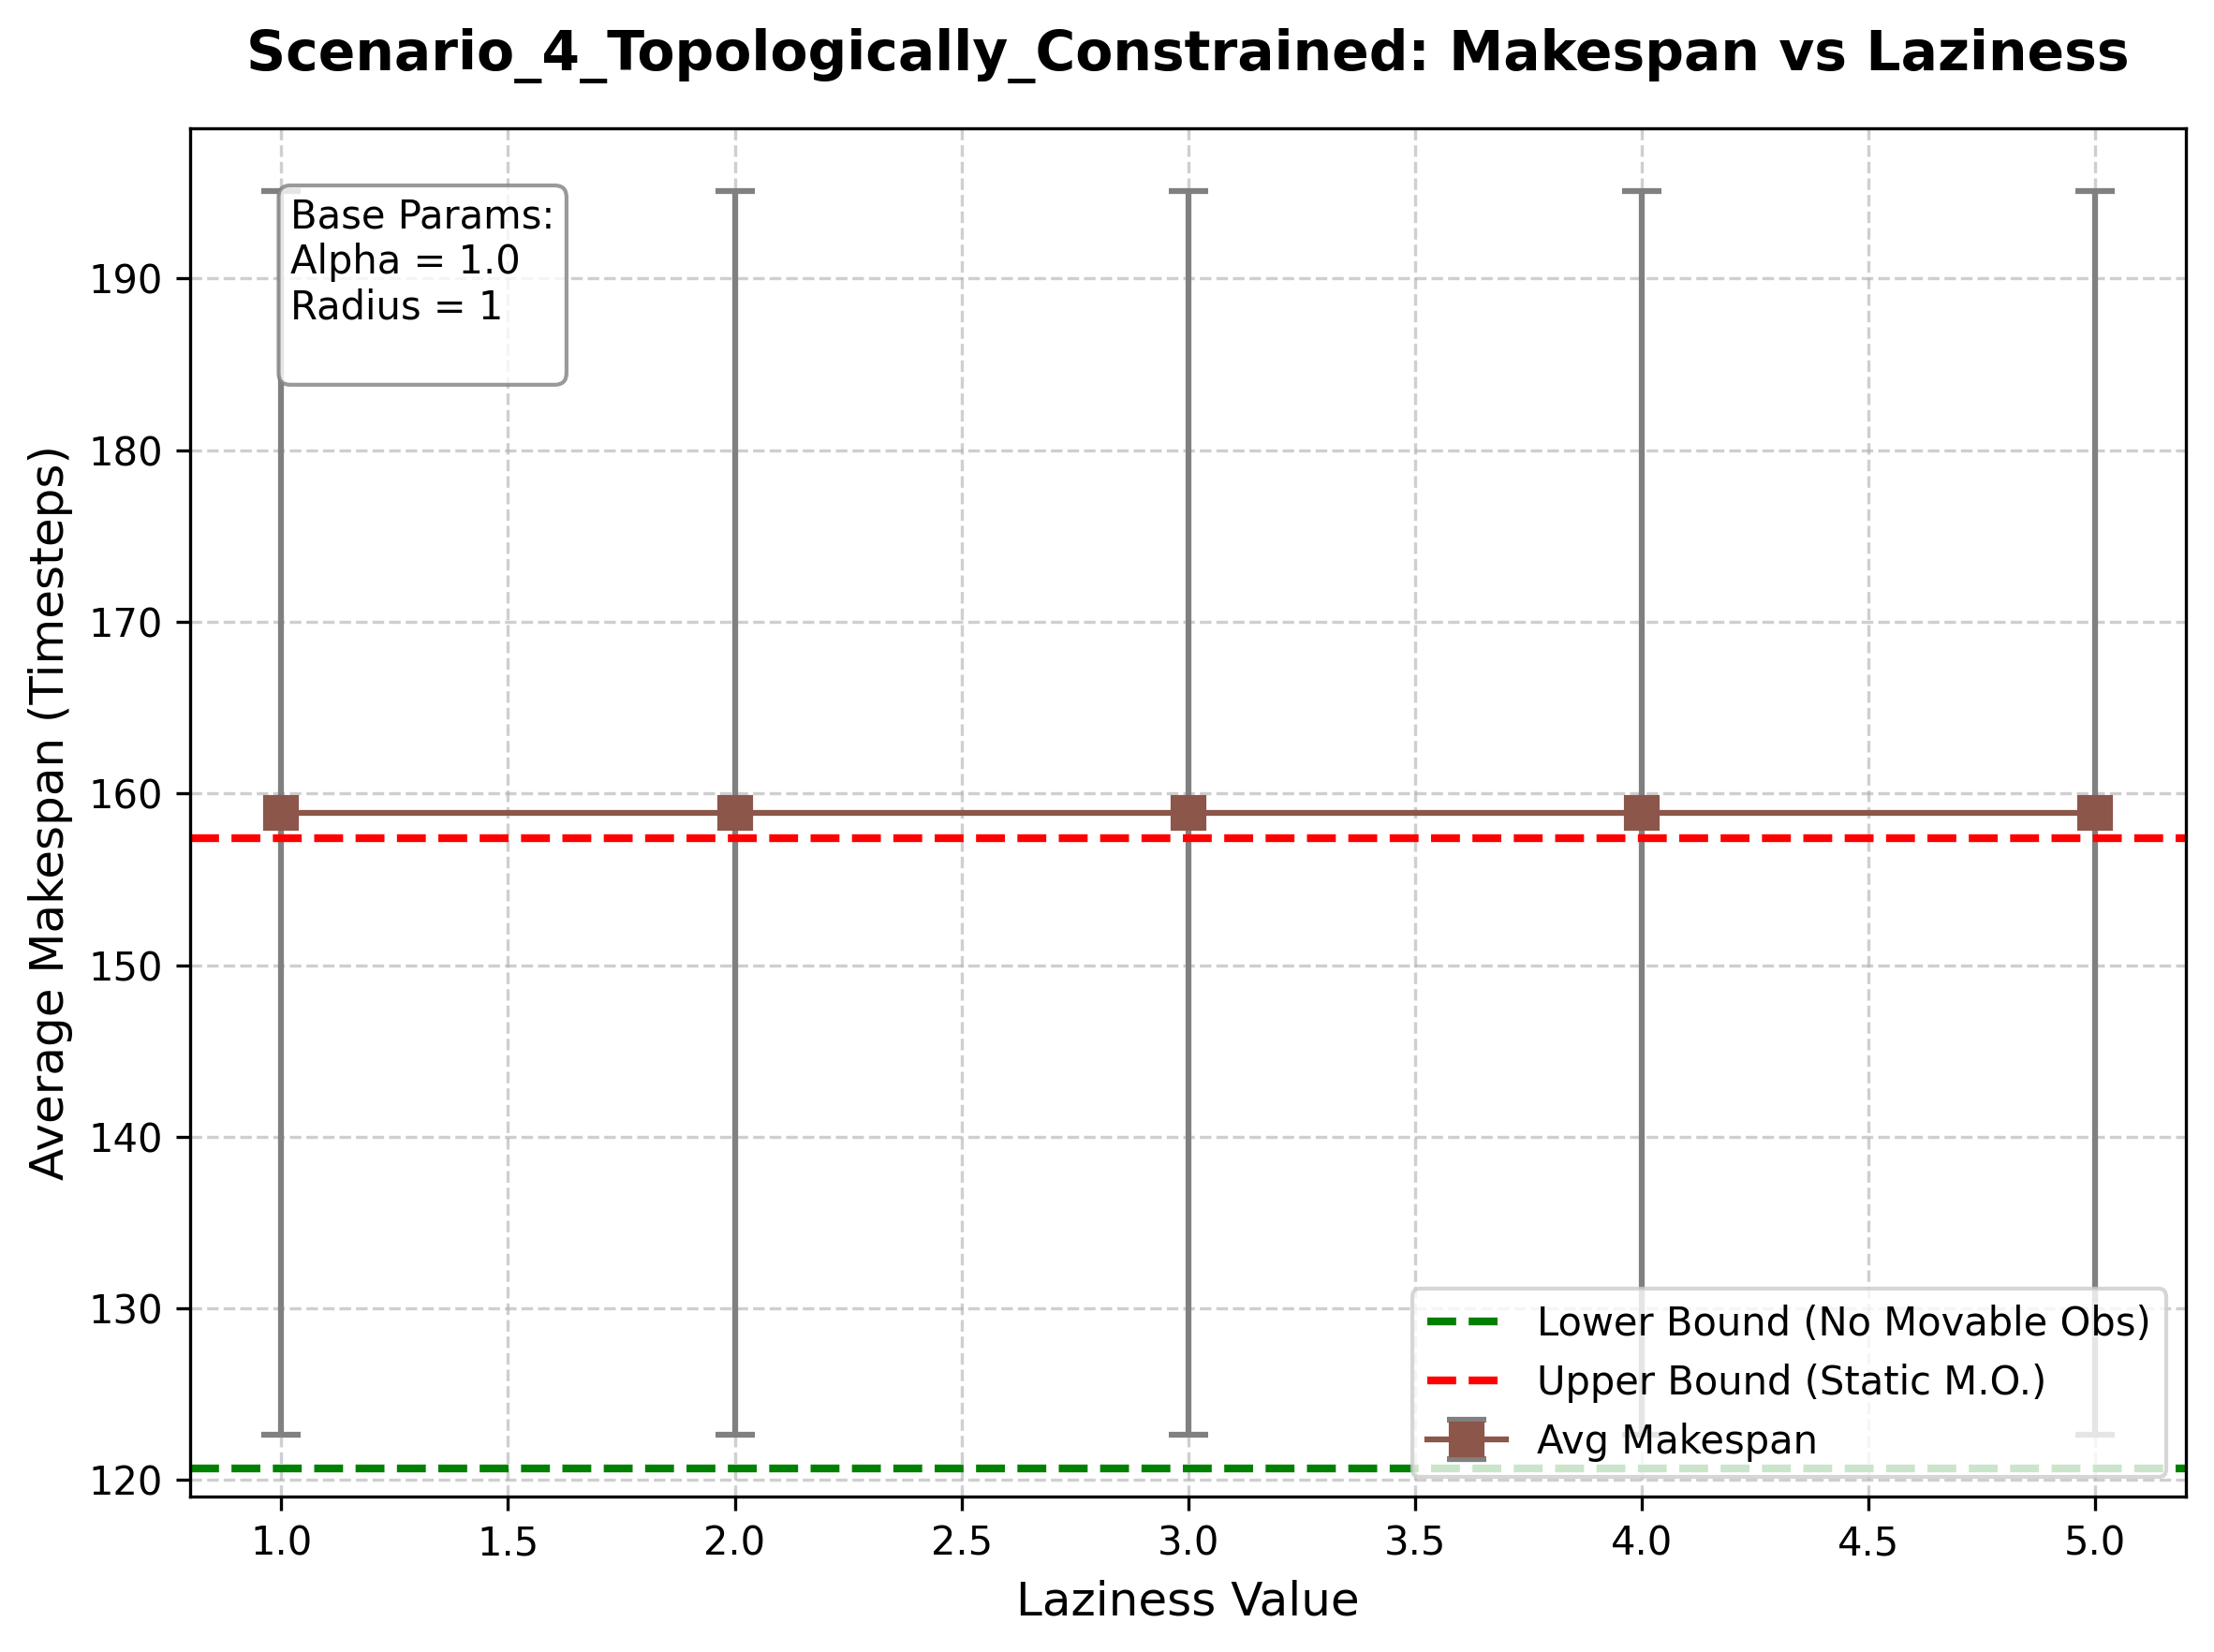 Scenario_4_Topologically_Constrained: Makespan vs Laziness
Base Params:
Alpha = 1.0
Radius = 1
Average Makespan (Timesteps)
190
180
170
160
150
140
130
120
Lower Bound (No Movable Obs)
Upper Bound (Static M.O.)
Avg Makespan
1.0 1.5 2.0 2.5 3.0 3.5 4.0 4.5 5.0
Laziness Value